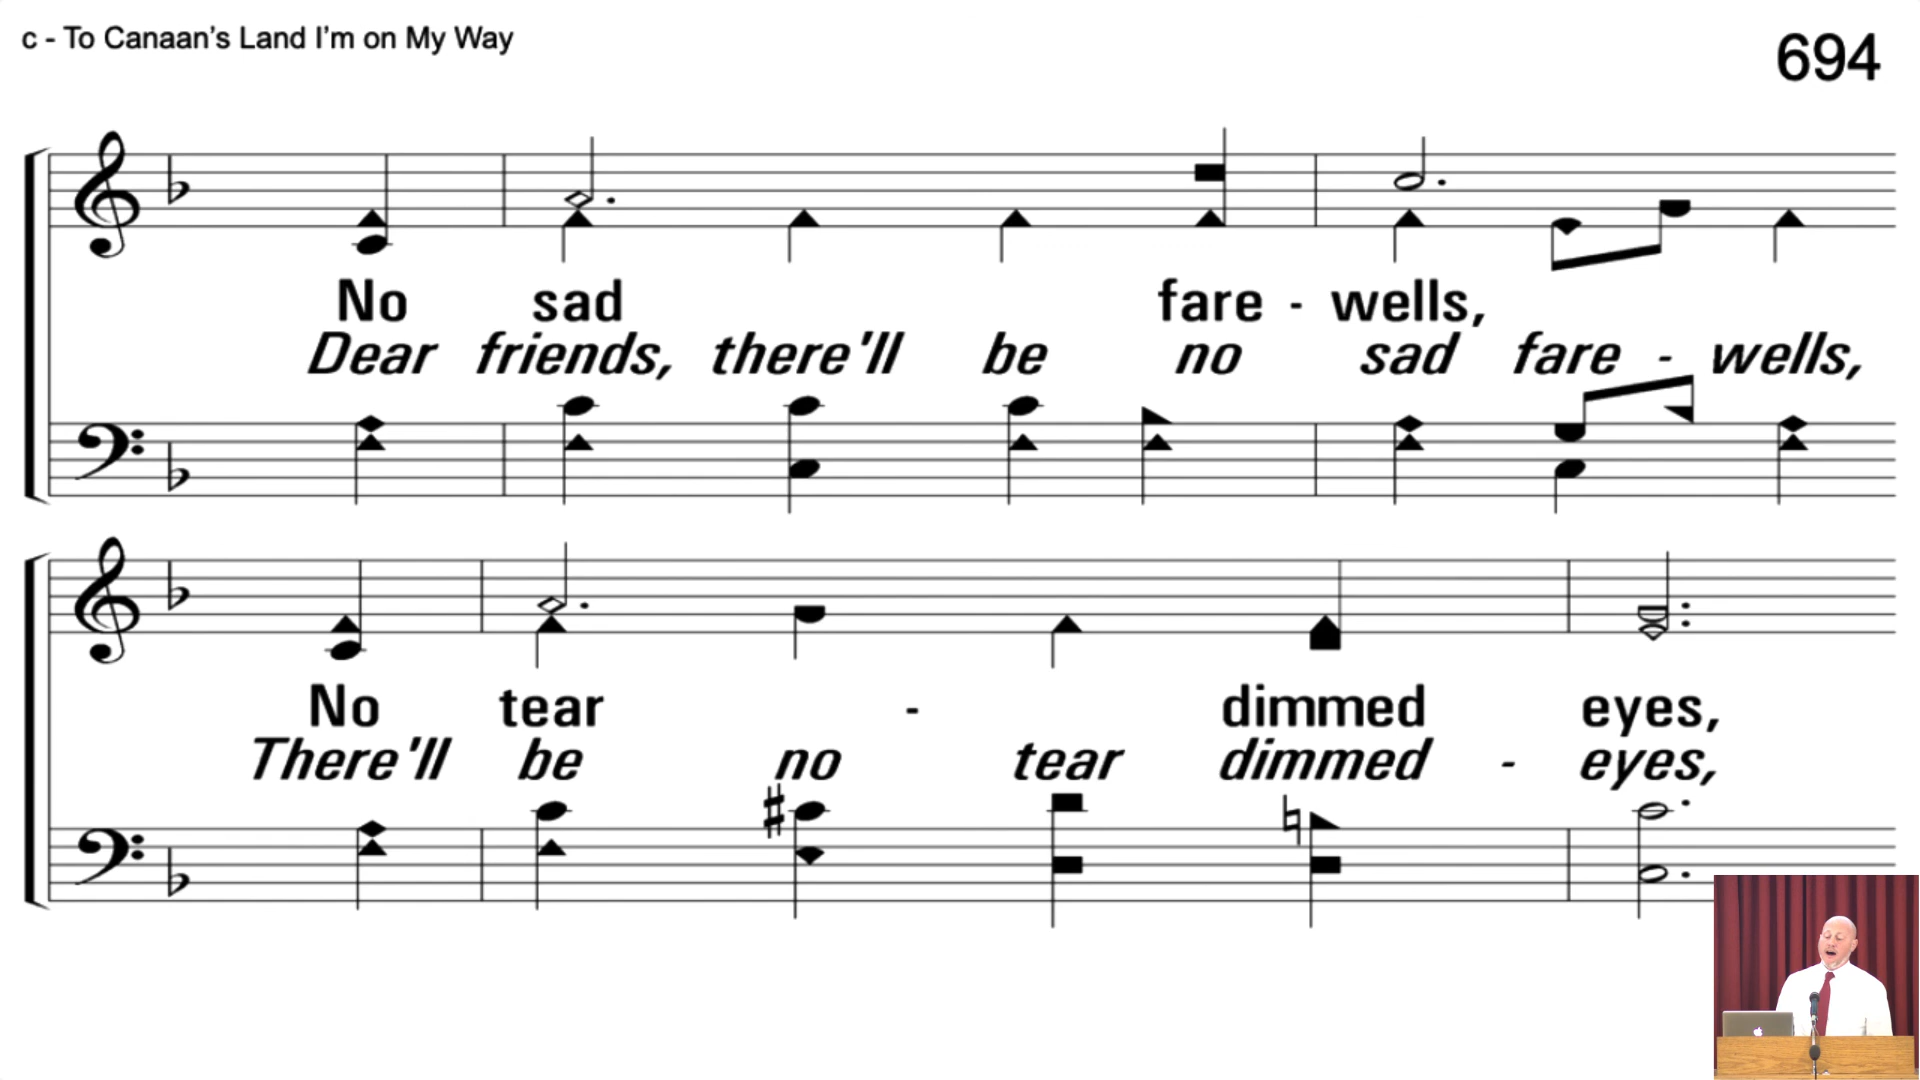 c - To Canaan's Land I'm on My Way
694
No sad fare - wells,
Dear friends, there'll be no sad fare - wells,
No tear - dimmed eyes,
There'll be no tear dimmed - eyes,